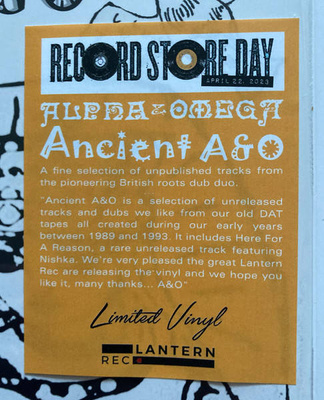 RECORD STORE DAY
APRIL 22, 2023
ALPHA & OMEGA
Ancient A&O
A fine selection of unpublished tracks from
the pioneering British roots dub duo.
"Ancient A&O is a selection of unreleased
tracks and dubs we like from our old DAT
tapes all created during our early years
between 1989 and 1993. It includes Here For
A Reason, a rare unreleased track featuring
Nishka. We're very pleased the great Lantern
Rec are releasing the vinyl and we hope you
like it, many thanks... A&O"
Limited Vinyl
LANTERN
REC